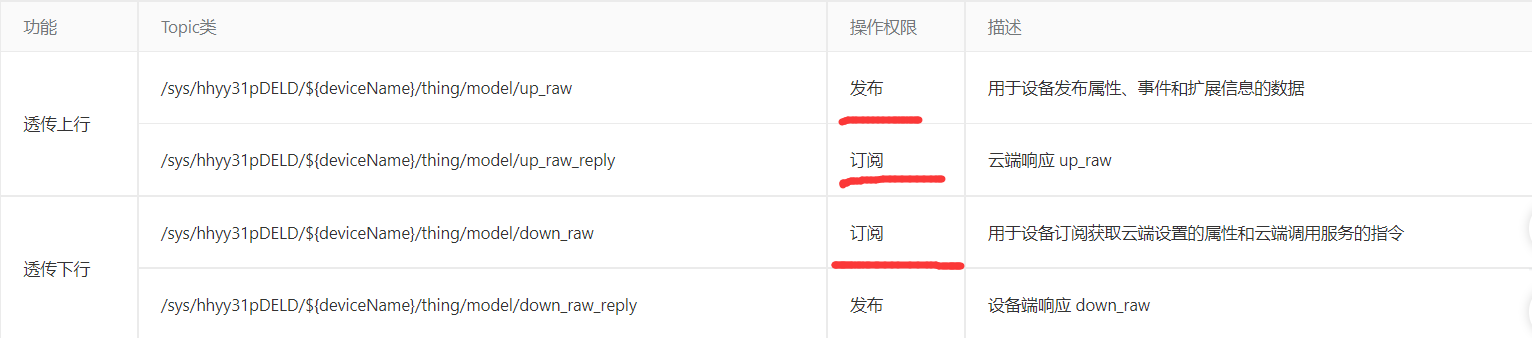 功能 Topic类 操作权限 描述
透传上行
/sys/hhyy31pDELD/${deviceName}/thing/model/up_raw 发布 用于设备发布属性、事件和扩展信息的数据
/sys/hhyy31pDELD/${deviceName}/thing/model/up_raw_reply 订阅 云端响应 up_raw
透传下行
/sys/hhyy31pDELD/${deviceName}/thing/model/down_raw 订阅 用于设备订阅获取云端设置的属性和云端调用服务的指令
/sys/hhyy31pDELD/${deviceName}/thing/model/down_raw_reply 发布 设备端响应 down_raw